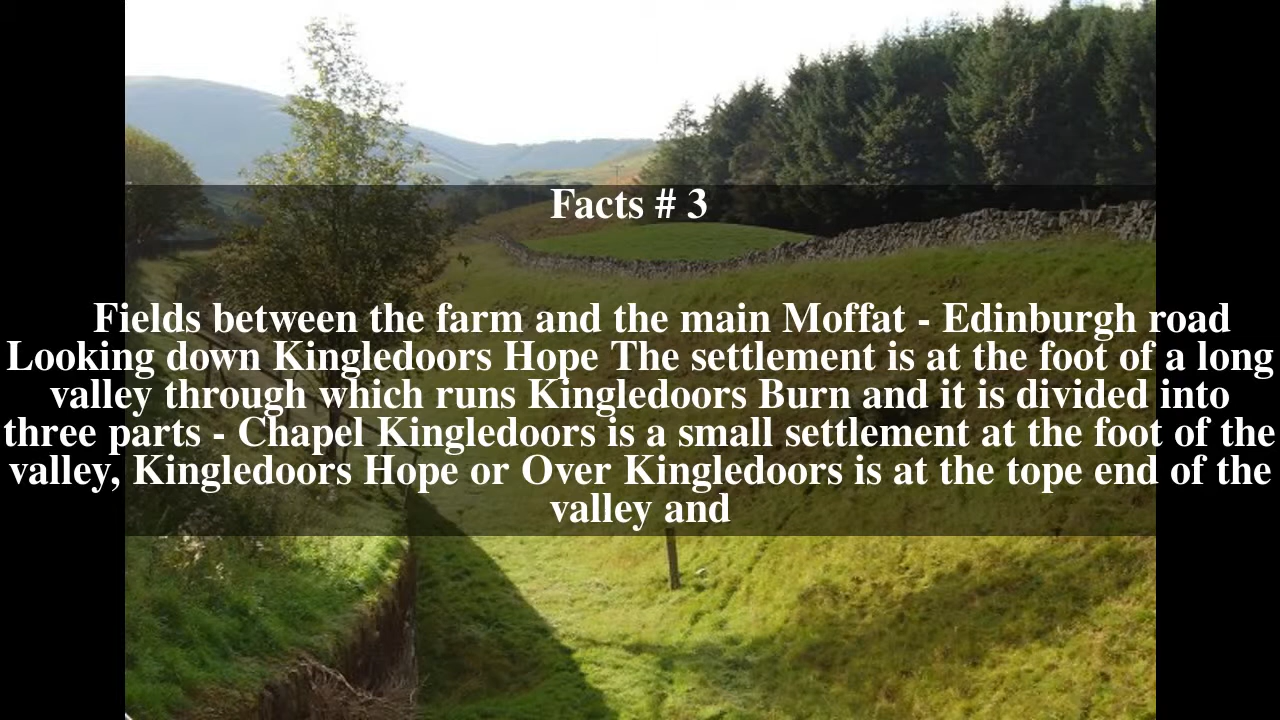 Facts # 3
Fields between the farm and the main Moffat - Edinburgh road
Looking down Kingledoors Hope The settlement is at the foot of a long
valley through which runs Kingledoors Burn and it is divided into
three parts - Chapel Kingledoors is a small settlement at the foot of the
valley, Kingledoors Hope or Over Kingledoors is at the tope end of the
valley and